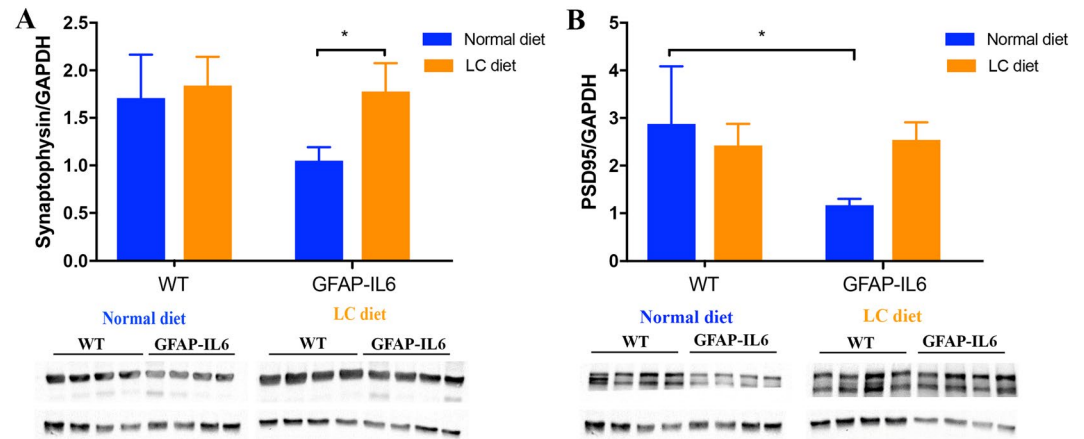 A
Synaptophysin/GAPDH
2.5
2.0
1.5
1.0
0.5
0.0
*
Normal diet
LC diet
WT
GFAP-IL6
Normal diet
LC diet
WT
GFAP-IL6
WT
GFAP-IL6
B
PSD95/GAPDH
5
4
3
2
1
0
*
Normal diet
LC diet
WT
GFAP-IL6
Normal diet
LC diet
WT
GFAP-IL6
WT
GFAP-IL6